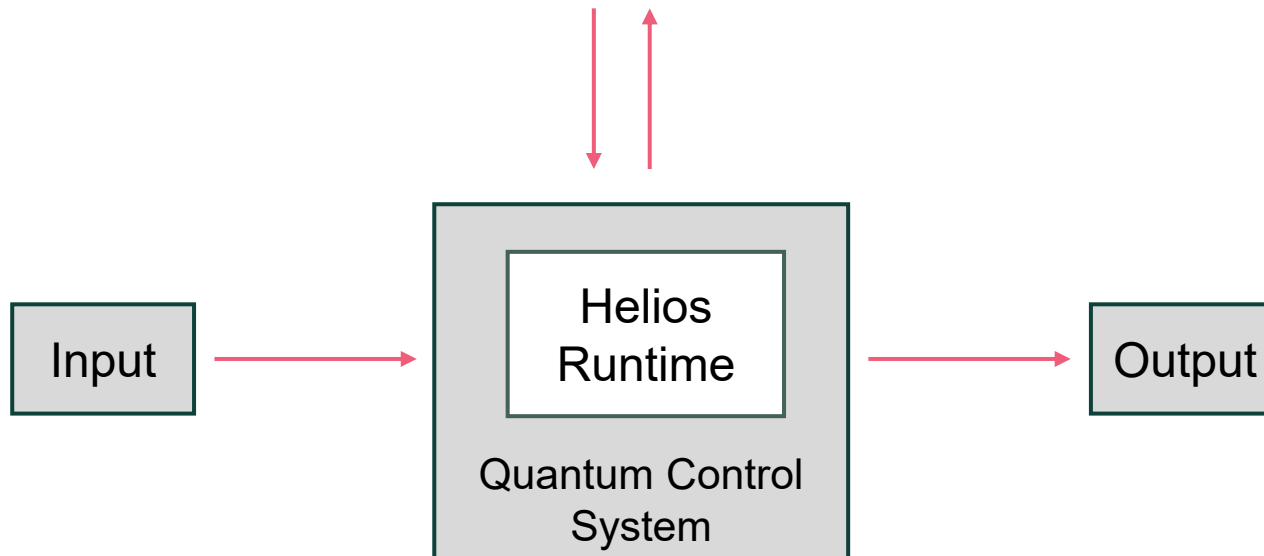 Input
Helios
Runtime
Quantum Control
System
Output